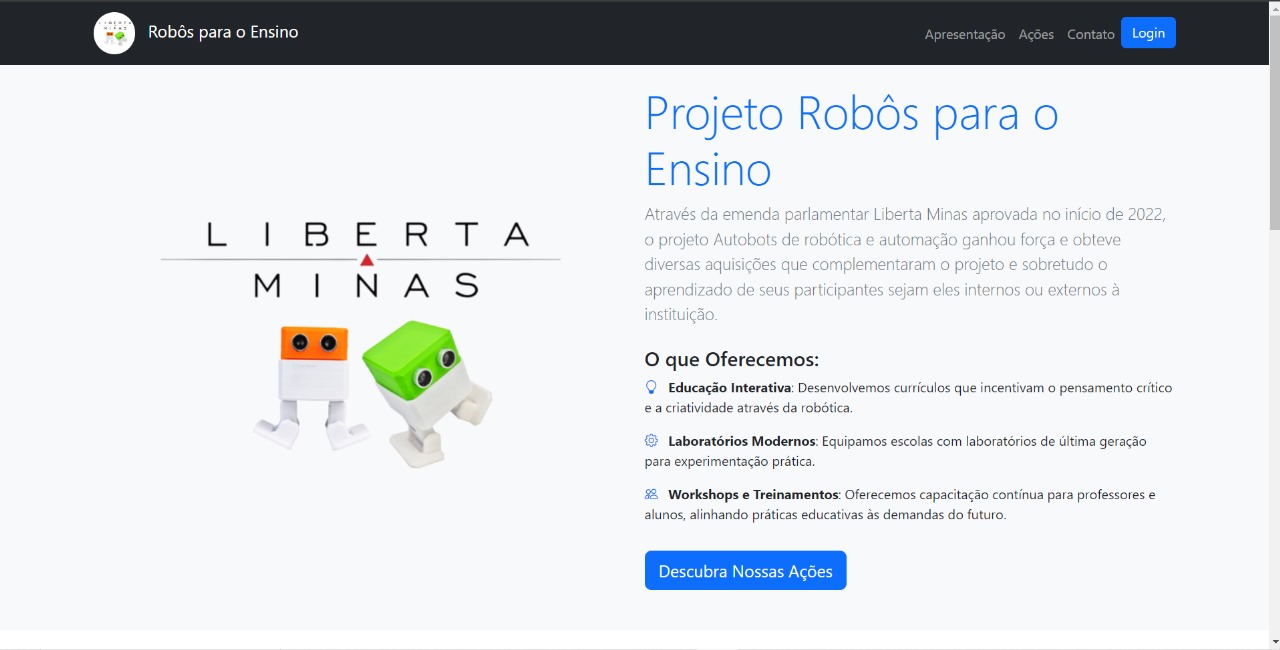 LIBERTA
MINAS
Robôs para o Ensino
Apresentação Ações Contato Login
LIBERTA
MINAS
Projeto Robôs para o
Ensino
Através da emenda parlamentar Liberta Minas aprovada no início de 2022,
o projeto Autobots de robótica e automação ganhou força e obteve
diversas aquisições que complementaram o projeto e sobretudo o
aprendizado de seus participantes sejam eles internos ou externos à
instituição.
O que Oferecemos:
Educação Interativa: Desenvolvemos currículos que incentivam o pensamento crítico
e a criatividade através da robótica.
Laboratórios Modernos: Equipamos escolas com laboratórios de última geração
para experimentação prática.
Workshops e Treinamentos: Oferecemos capacitação contínua para professores e
alunos, alinhando práticas educativas às demandas do futuro.
Descubra Nossas Ações